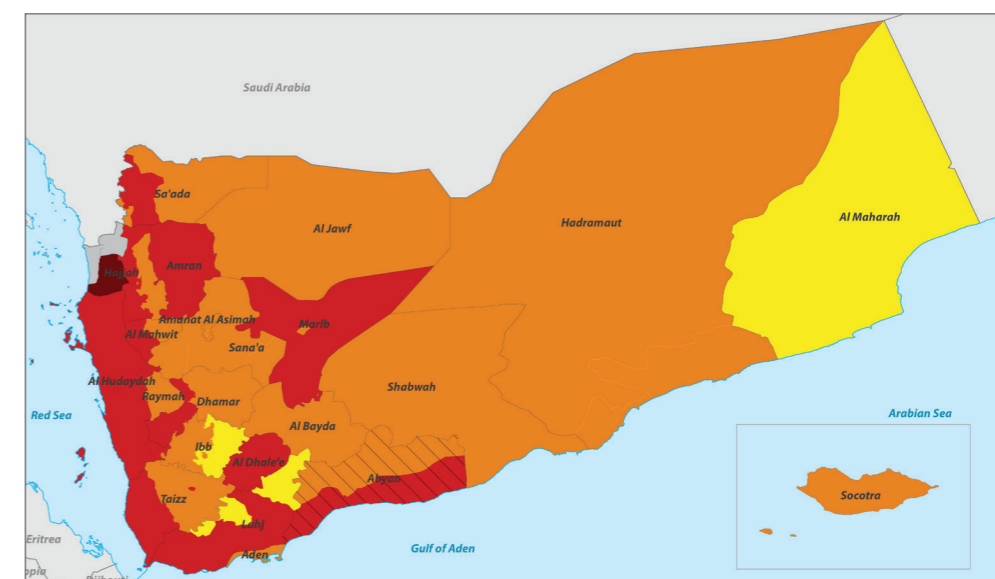 Saudi Arabia
Sa'ada
Al Jawf
Hadramaut
Al Maharah
Hajjah
Amran
Amanat Al Asimah
Marib
Al Mahwit
Sana'a
Al Hudaydah
Raymah
Dhamar
Shabwah
Red Sea
Arabian Sea
Al Bayda
Ibb
Al Dhale'e
Abyan
Taizz
Socotra
Lahj
Eritrea
Gulf of Aden
Aden
opia
Djibouti